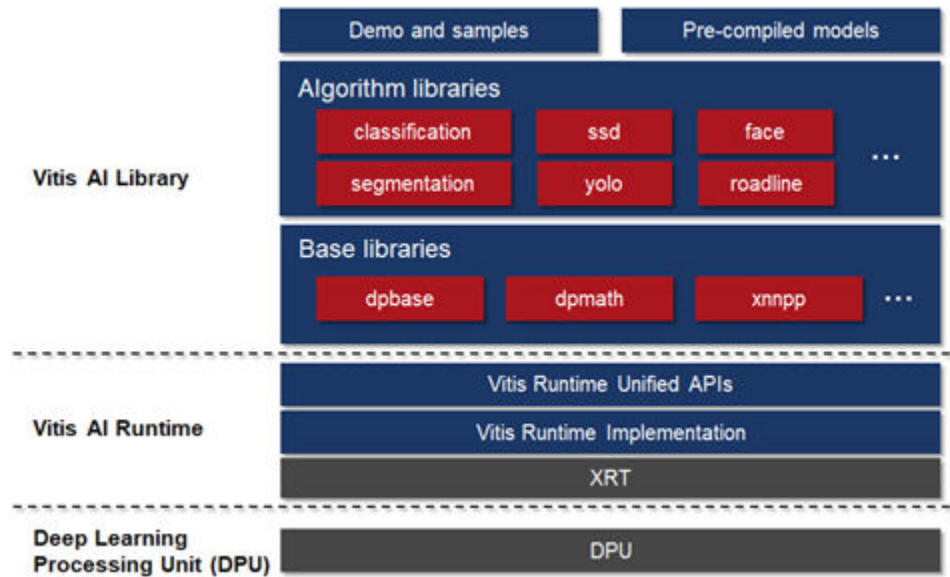 Demo and samples
Pre-compiled models
Algorithm libraries
classification
ssd
face
segmentation
yolo
roadline
...
Vitis AI Library
Base libraries
dpbase
dpmath
xnnpp
...
Vitis Runtime Unified APIs
Vitis AI Runtime
Vitis Runtime Implementation
XRT
Deep Learning
Processing Unit (DPU)
DPU